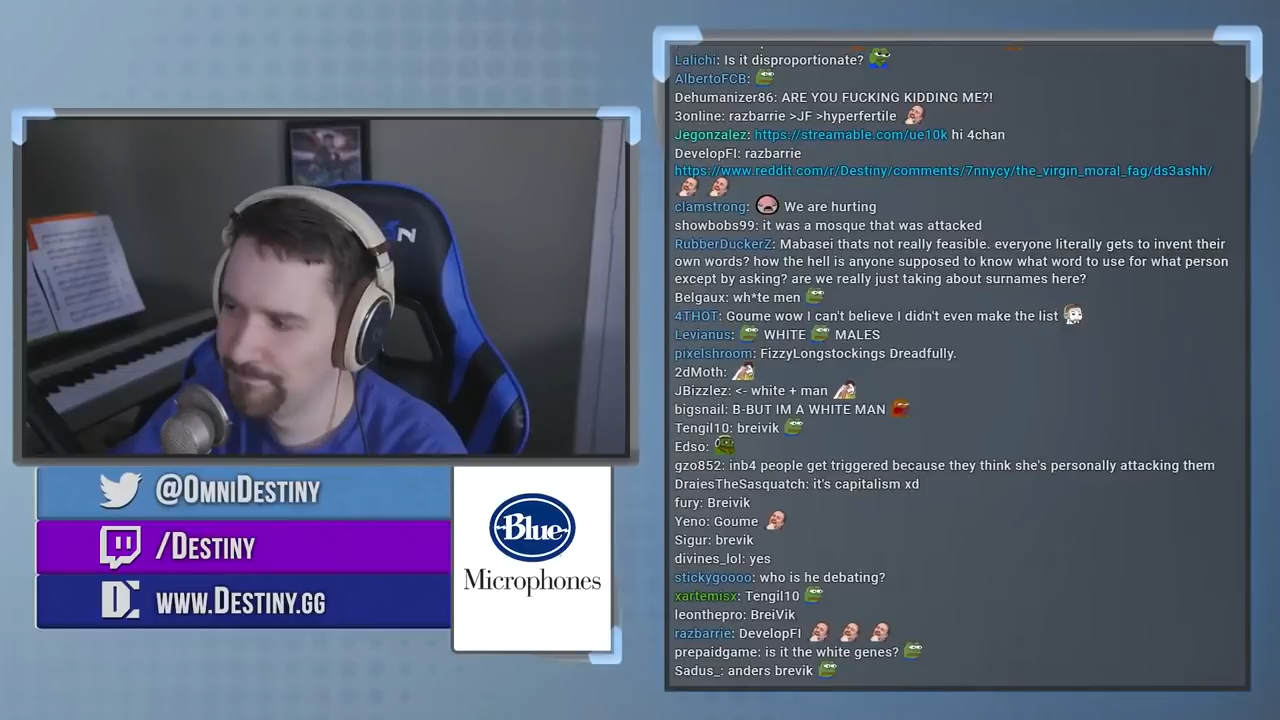 @OmniDestiny
/Destiny
www.Destiny.gg
Blue
Microphones
Lalichi: Is it disproportionate?
AlbertoFCB:
Dehumanizer86: ARE YOU FUCKING KIDDING ME?!
3online: razbarrie >JF >hyperfertile
Jegonzalez: https://streamable.com/ue10k hi 4chan
DevelopFI: razbarrie
https://www.reddit.com/r/Destiny/comments/7nnycy/the_virgin_moral_fag/ds3ashh/
clamstrong: We are hurting
showbobs99: it was a mosque that was attacked
RubberDuckerZ: Mabasei thats not really feasible. everyone literally gets to invent their
own words? how the hell is anyone supposed to know what word to use for what person
except by asking? are we really just taking about surnames here?
Belgaux: wh*te men
4THOT: Goume wow I can't believe I didn't even make the list
Levianus: WHITE MALES
pixelshroom: FizzyLongstockings Dreadfully.
2dMoth:
JBizzlez: <- white + man
bigsnail: B-BUT IM A WHITE MAN
Tengil10: breivik
Edso:
gzo852: inb4 people get triggered because they think she's personally attacking them
DraiesTheSasquatch: it's capitalism xd
fury: Breivik
Yeno: Goume
Sigur: brevik
divines_lol: yes
stickygoooo: who is he debating?
xartemisx: Tengil10
leonthepro: BreiVik
razbarrie: DevelopFI
prepaidgame: is it the white genes?
Sadus_: anders brevik